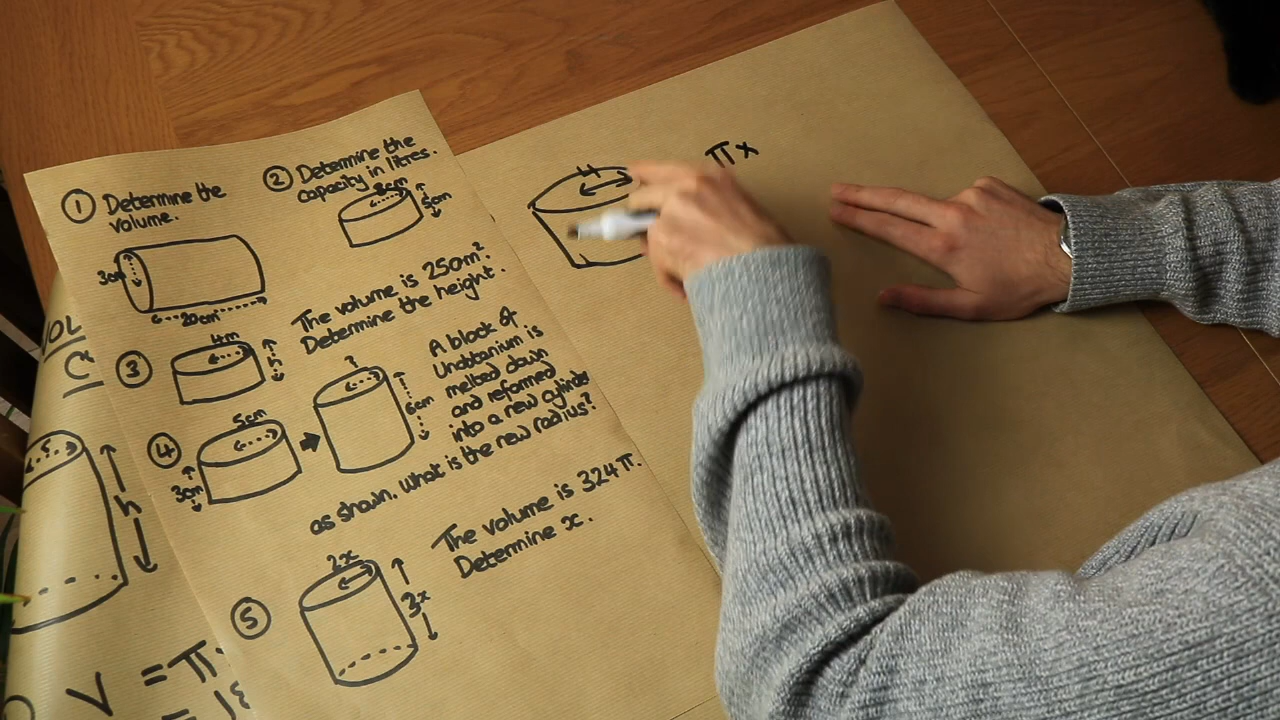 ① Determine the
volume.
3cm
20cm
② Determine the
capacity in litres.
8cm
5cm
③
The volume is 250m².
Determine the height.
4m
h
④
5cm
3cm
?
6cm
A block of
Unobtanium is
melted down
and reformed
into a new cylinder
as shown. What is the new radius?
⑤
2x
3x
The volume is 324π.
Determine x.
4
π×
h
V = π
=